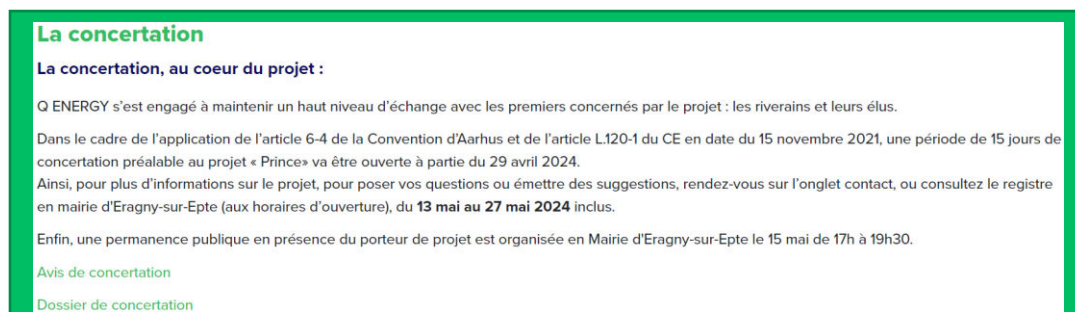 La concertation
La concertation, au coeur du projet :
Q ENERGY s'est engagé à maintenir un haut niveau d'échange avec les premiers concernés par le projet : les riverains et leurs élus.
Dans le cadre de l'application de l'article 6-4 de la Convention d'Aarhus et de l'article L.120-1 du CE en date du 15 novembre 2021, une période de 15 jours de
concertation préalable au projet « Prince» va être ouverte à partie du 29 avril 2024.
Ainsi, pour plus d'informations sur le projet, pour poser vos questions ou émettre des suggestions, rendez-vous sur l'onglet contact, ou consultez le registre
en mairie d'Eragny-sur-Epte (aux horaires d'ouverture), du 13 mai au 27 mai 2024 inclus.
Enfin, une permanence publique en présence du porteur de projet est organisée en Mairie d'Eragny-sur-Epte le 15 mai de 17h à 19h30.
Avis de concertation
Dossier de concertation